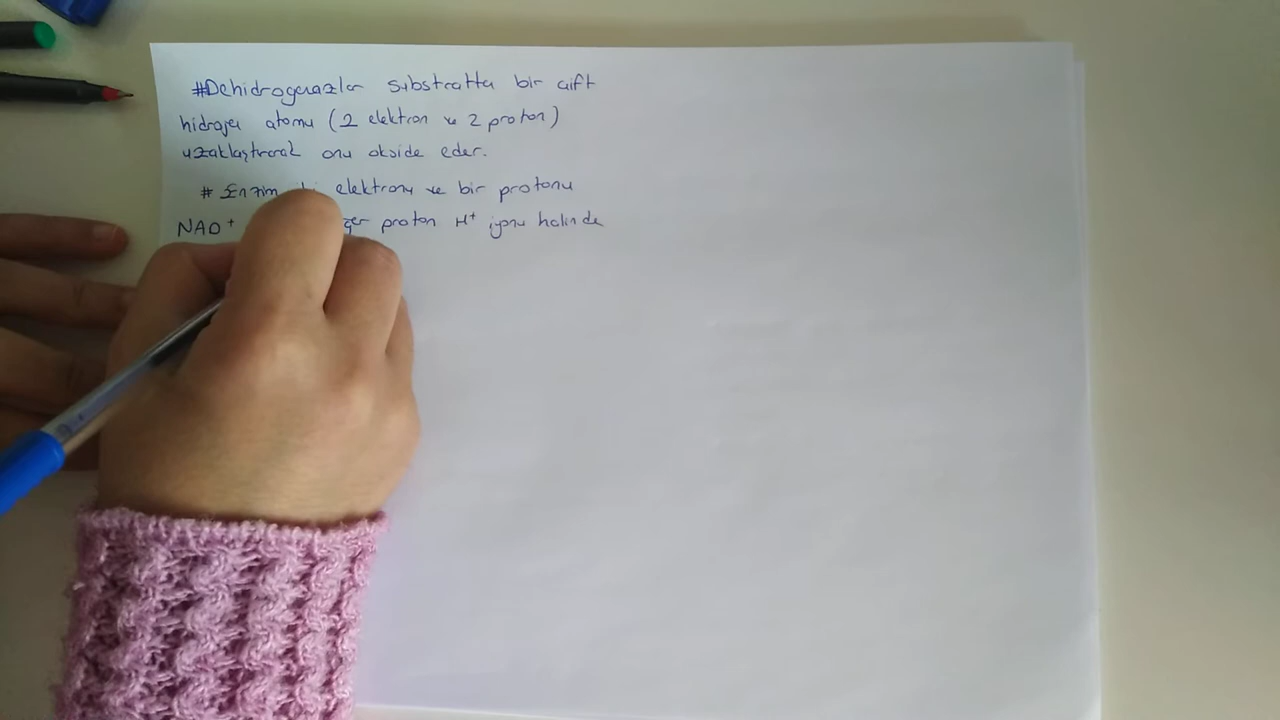 #Dehidrogenazlar substratta bir çift
hidrojen atomu (2 elektron ve 2 proton)
uzaklaştırarak onu okside eder.
# Enzim elektronu ve bir protonu
NAD+ proton H+ iyonu halinde